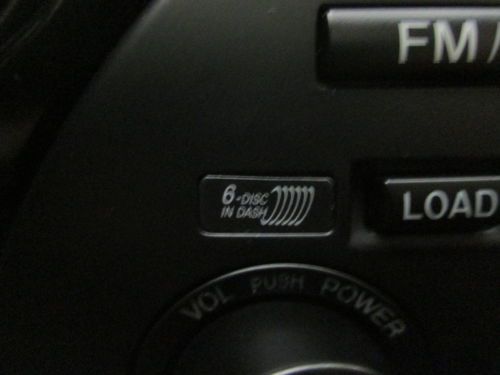 FM/
6-DISC
IN DASH
LOAD
VOL PUSH POWER